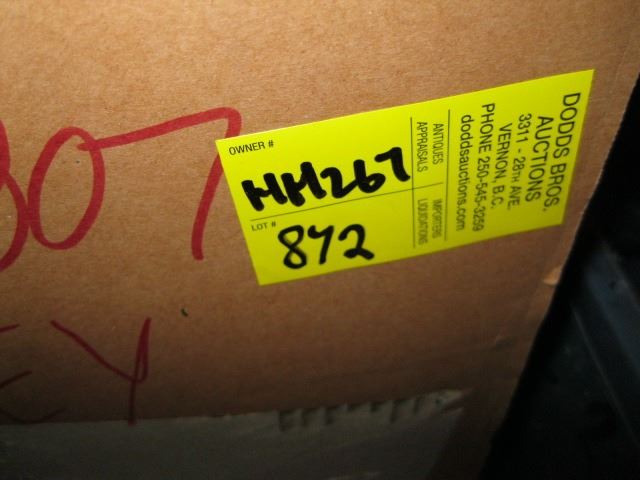 OWNER #
HH267
LOT #
872
ANTIQUES
APPRAISALS
IMPORTERS
LIQUIDATIONS
DODDS BROS.
AUCTIONS
3311 - 28TH AVE.
VERNON, B.C.
PHONE 250-545-3259
doddsauctions.com
307
Y